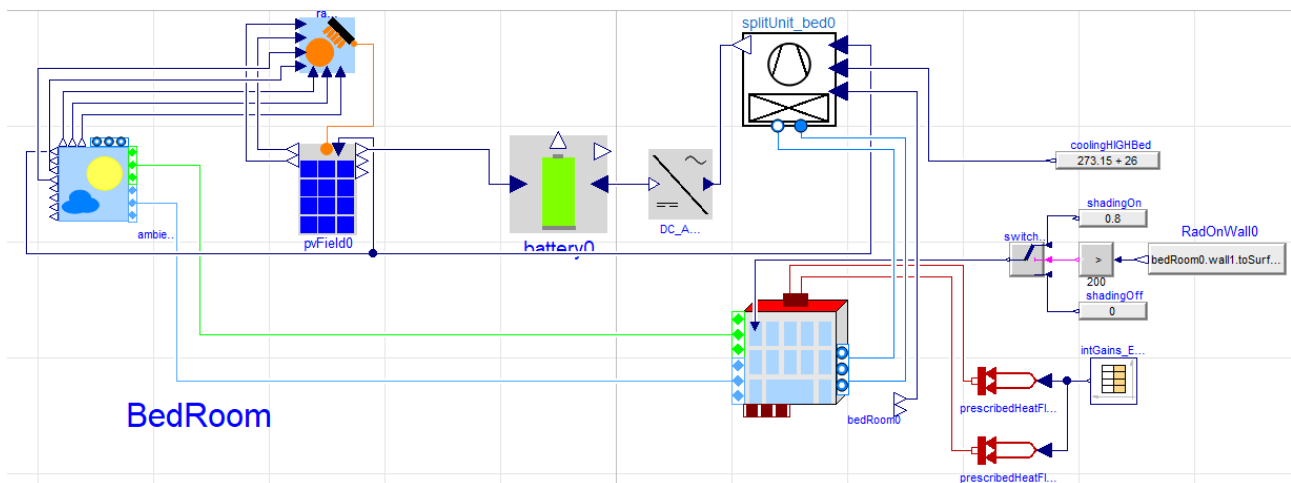 ra...
splitUnit_bed0
coolingHIGHBed
273.15 + 26
shadingOn
0.8
ambie...
pvField0
battery0
DC_A...
switch...
RadOnWall0
>
bedRoom0.wall1.toSurf...
200
shadingOff
0
intGains_E...
BedRoom
bedRoom0
prescribedHeatFl...
prescribedHeatFl...